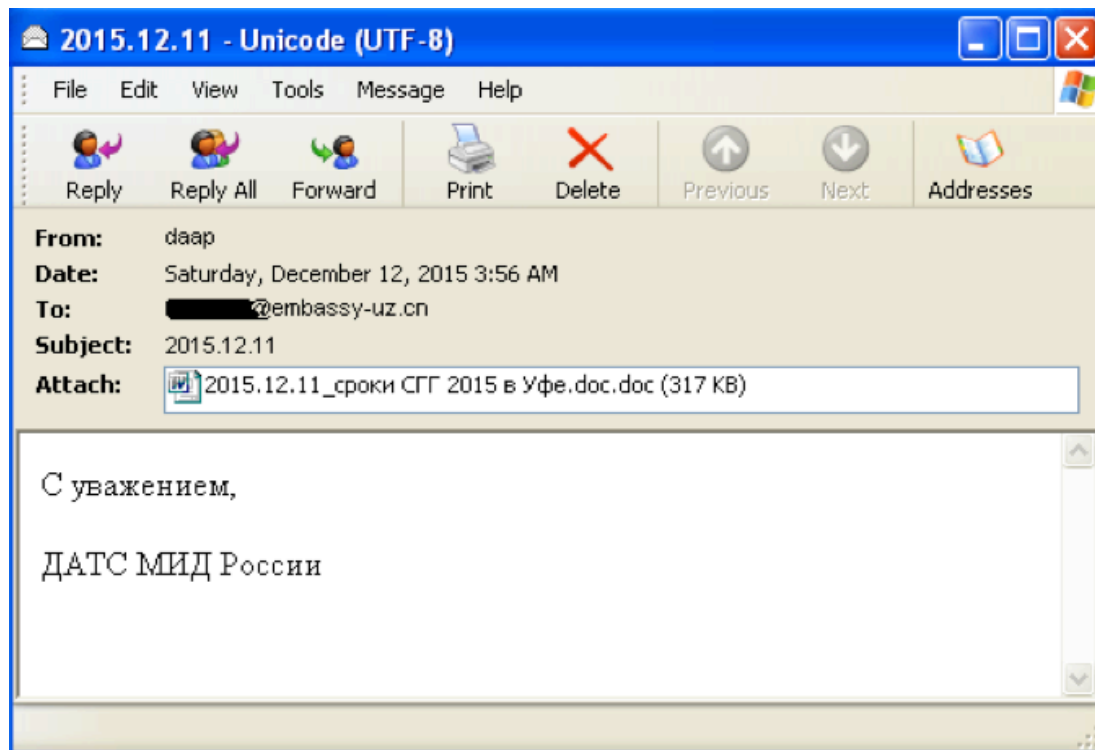 2015.12.11 - Unicode (UTF-8)
File Edit View Tools Message Help
Reply Reply All Forward Print Delete Previous Next Addresses
From: daap
Date: Saturday, December 12, 2015 3:56 AM
To: @embassy-uz.cn
Subject: 2015.12.11
Attach: 2015.12.11_сроки СГГ 2015 в Уфе.doc.doc (317 KB)
С уважением,
ДАТС МИД России